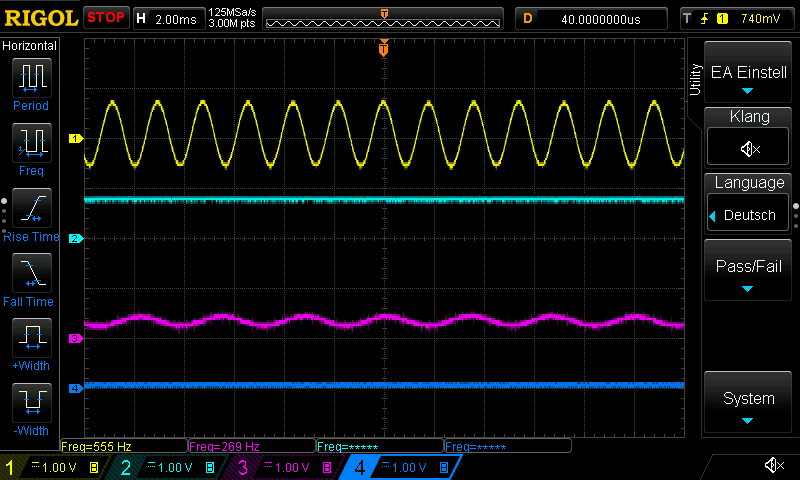 RIGOL STOP H 2.00ms 125MSa/s 3.00M pts D 40.0000000us T 1 740mV
Horizontal
Period
Freq
Rise Time
Fall Time
+Width
-Width
T
T
1
2
3
4
Utility
EA Einstell
Klang
Language
Deutsch
Pass/Fail
System
Freq=555 Hz Freq=269 Hz Freq=***** Freq=*****
1 1.00 V B 2 1.00 V B 3 1.00 V B 4 1.00 V B